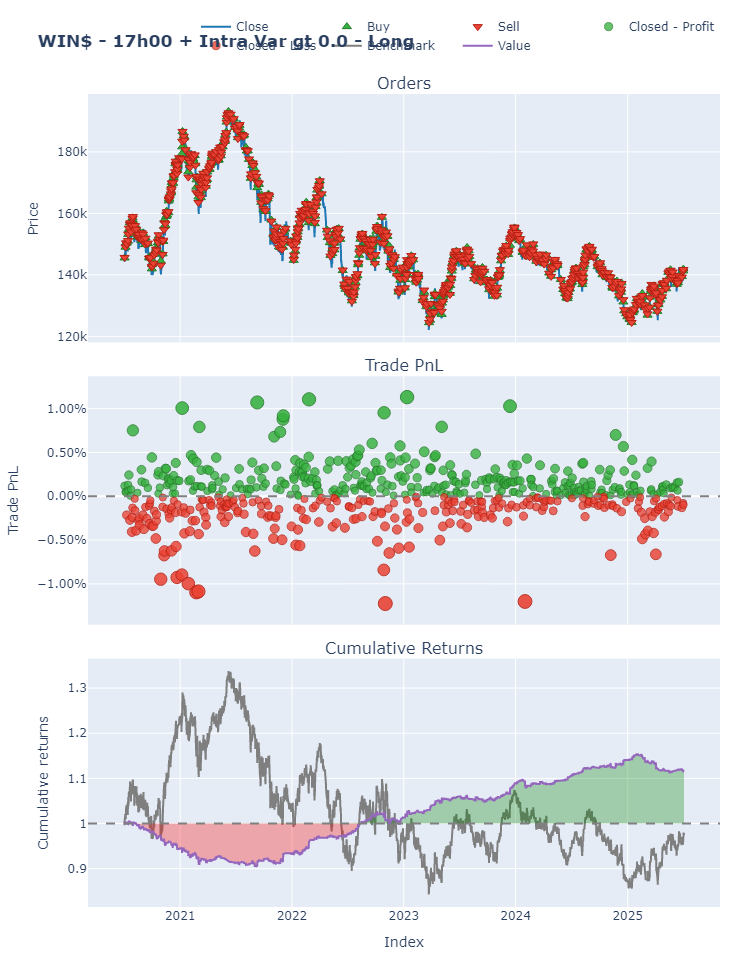 Close Buy Sell Closed - Profit
WIN$ - 17h00 + Intra Var gt 0.0 - Long
Closed - Loss Benchmark Value
Orders
180k
160k
140k
120k
Price
Trade PnL
1.00%
0.50%
0.00%
−0.50%
−1.00%
Trade PnL
Cumulative Returns
1.3
1.2
1.1
1
0.9
Cumulative returns
2021 2022 2023 2024 2025
Index